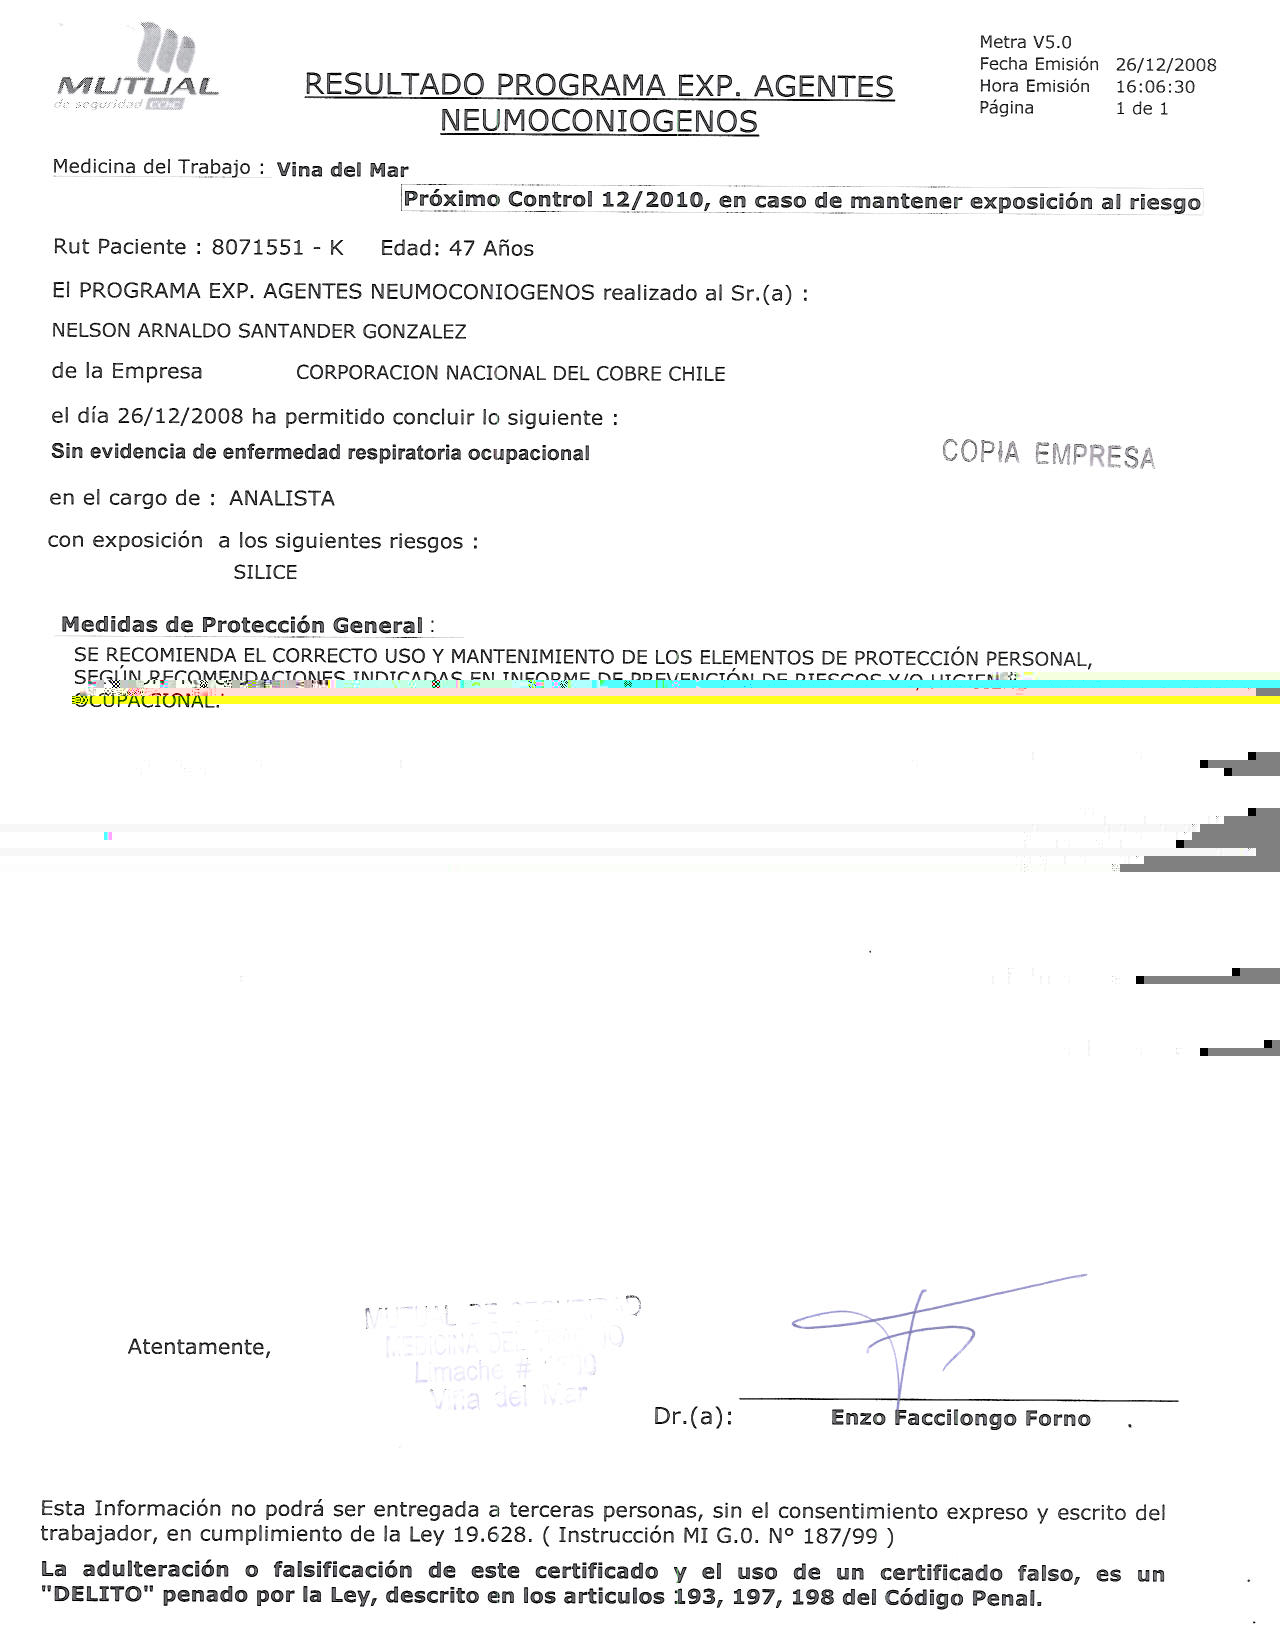 MUTUAL
de seguridad CChC
RESULTADO PROGRAMA EXP. AGENTES
NEUMOCONIOGENOS
Metra V5.0
Fecha Emisión 26/12/2008
Hora Emisión 16:06:30
Página 1 de 1
Medicina del Trabajo : Vina del Mar
Próximo Control 12/2010, en caso de mantener exposición al riesgo
Rut Paciente : 8071551 - K Edad: 47 Años
El PROGRAMA EXP. AGENTES NEUMOCONIOGENOS realizado al Sr.(a) :
NELSON ARNALDO SANTANDER GONZALEZ
de la Empresa CORPORACION NACIONAL DEL COBRE CHILE
el día 26/12/2008 ha permitido concluir lo siguiente :
Sin evidencia de enfermedad respiratoria ocupacional
COPIA EMPRESA
en el cargo de : ANALISTA
con exposición a los siguientes riesgos :
SILICE
Medidas de Protección General :
SE RECOMIENDA EL CORRECTO USO Y MANTENIMIENTO DE LOS ELEMENTOS DE PROTECCIÓN PERSONAL,
SEGÚN RECOMENDACIONES INDICADAS EN INFORME DE PREVENCIÓN DE RIESGOS Y/O HIGIENE
OCUPACIONAL.
MUTUAL DE SEGURIDAD
MEDICINA DEL TRABAJO
Limache #
Viña del Mar
Atentamente,
Dr.(a): Enzo Faccilongo Forno .
Esta Información no podrá ser entregada a terceras personas, sin el consentimiento expreso y escrito del
trabajador, en cumplimiento de la Ley 19.628. ( Instrucción MI G.O. N° 187/99 )
La adulteración o falsificación de este certificado y el uso de un certificado falso, es un
"DELITO" penado por la Ley, descrito en los articulos 193, 197, 198 del Código Penal.